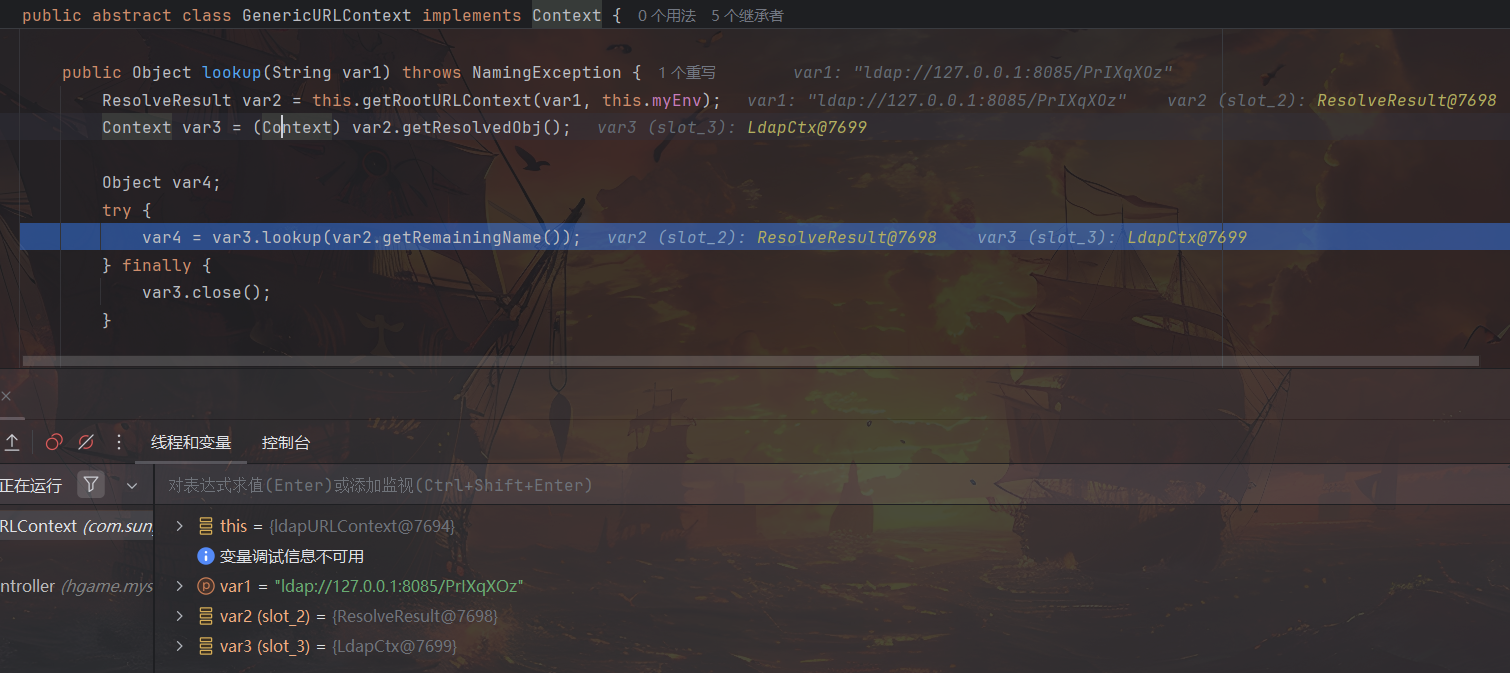 public abstract class GenericURLContext implements Context { 0 个用法 5 个继承者
public Object lookup(String var1) throws NamingException { 1 个重写 var1: "ldap://127.0.0.1:8085/PrIXqXOz"
ResolveResult var2 = this.getRootURLContext(var1, this.myEnv); var1: "ldap://127.0.0.1:8085/PrIXqXOz" var2 (slot_2): ResolveResult@7698
Context var3 = (Context) var2.getResolvedObj(); var3 (slot_3): LdapCtx@7699
Object var4;
try {
var4 = var3.lookup(var2.getRemainingName()); var2 (slot_2): ResolveResult@7698 var3 (slot_3): LdapCtx@7699
} finally {
var3.close();
}
线程和变量 控制台
正在运行 对表达式求值(Enter)或添加监视(Ctrl+Shift+Enter)
RLContext (com.sun. this = {ldapURLContext@7694}
变量调试信息不可用
ntroller (hgame.mys var1 = "ldap://127.0.0.1:8085/PrIXqXOz"
var2 (slot_2) = {ResolveResult@7698}
var3 (slot_3) = {LdapCtx@7699}